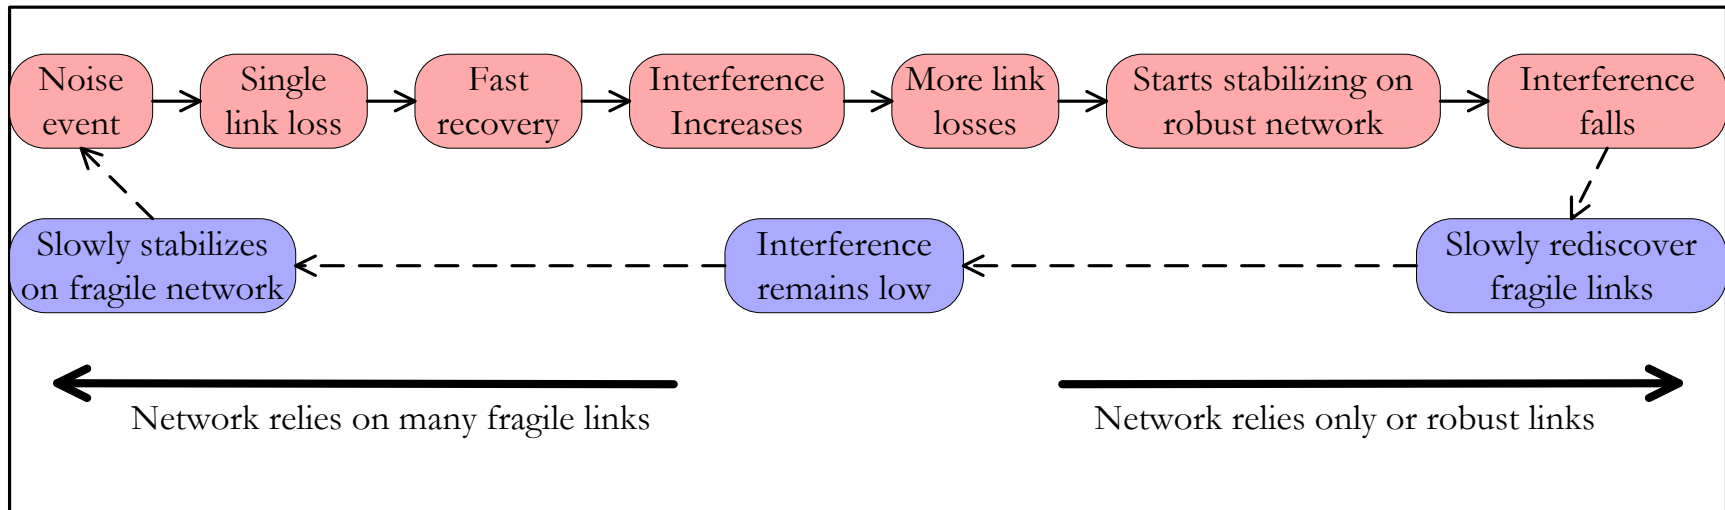 Noise
event
Single
link loss
Fast
recovery
Interference
Increases
More link
losses
Starts stabilizing on
robust network
Interference
falls
Slowly stabilizes
on fragile network
Interference
remains low
Slowly rediscover
fragile links
Network relies on many fragile links
Network relies only or robust links